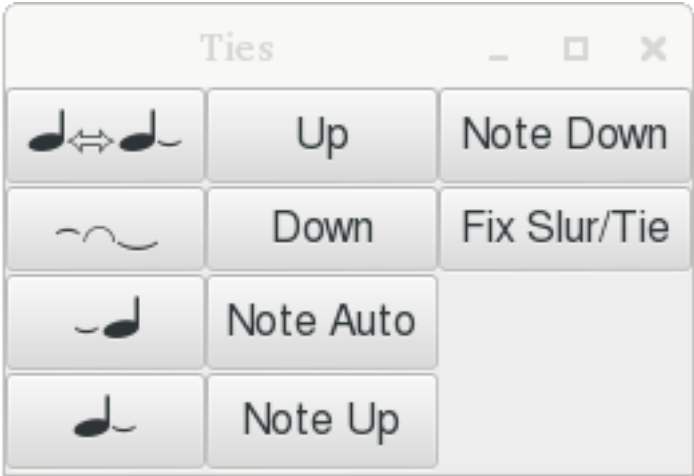 Ties
Up Note Down
Down Fix Slur/Tie
Note Auto
Note Up